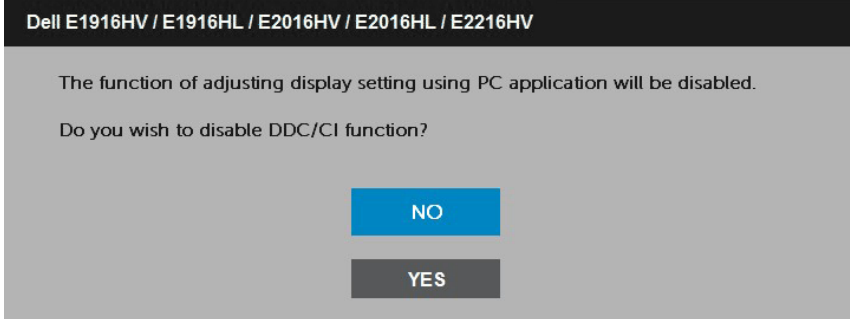 Dell E1916HV / E1916HL / E2016HV / E2016HL / E2216HV
The function of adjusting display setting using PC application will be disabled.
Do you wish to disable DDC/CI function?
NO
YES